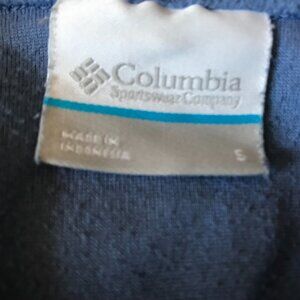 Columbia
Sportswear Company
MADE IN
INDONESIA
S